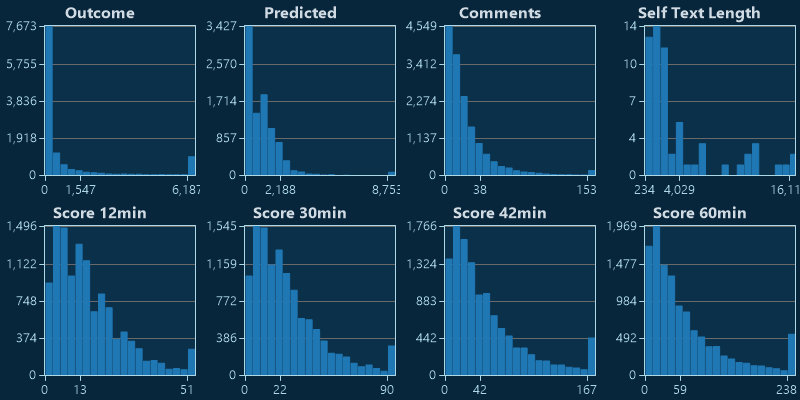 Outcome
7,673
5,755
3,836
1,918
0
0 1,547 6,187
Predicted
3,427
2,570
1,714
857
0
0 2,188 8,753
Comments
4,549
3,412
2,274
1,137
0
0 38 153
Self Text Length
14
10
7
4
0
234 4,029 16,11
Score 12min
1,496
1,122
748
374
0
0 13 51
Score 30min
1,545
1,159
772
386
0
0 22 90
Score 42min
1,766
1,324
883
442
0
0 42 167
Score 60min
1,969
1,477
984
492
0
0 59 238